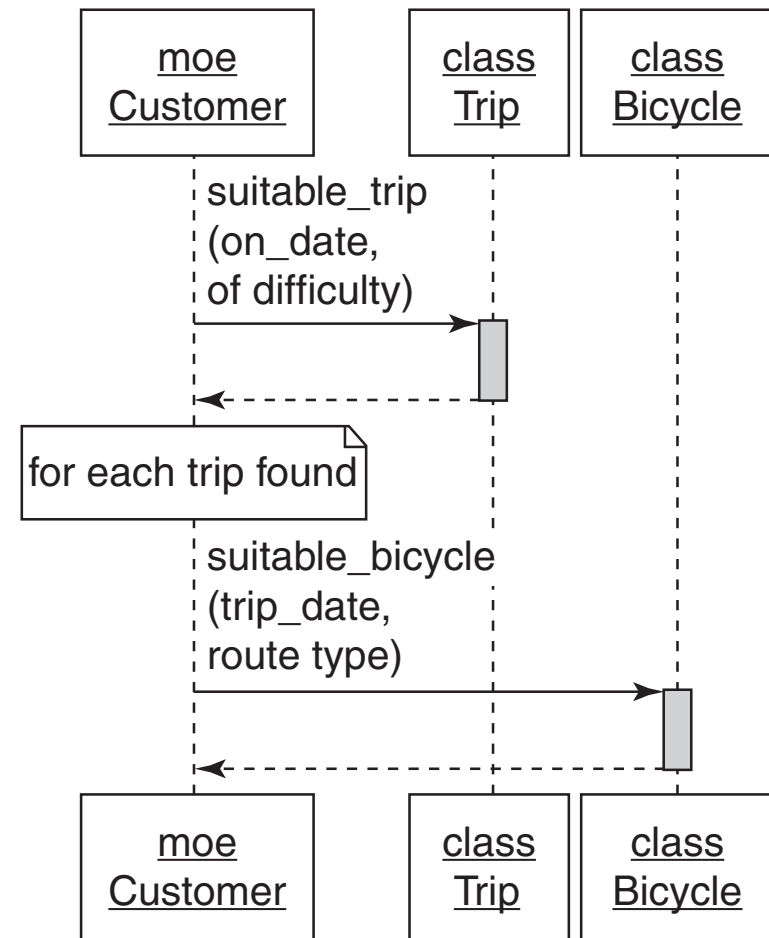 moe
Customer
class
Trip
class
Bicycle
suitable_trip
(on_date,
of difficulty)
for each trip found
suitable_bicycle
(trip_date,
route type)
moe
Customer
class
Trip
class
Bicycle